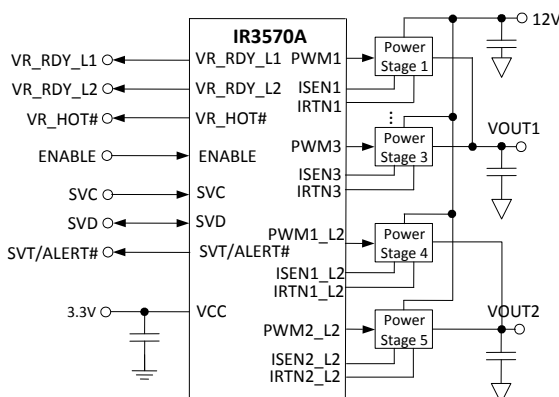 IR3570A
12V
VR_RDY_L1
VR_RDY_L1
PWM1
Power
Stage 1
VR_RDY_L2
VR_RDY_L2
ISEN1
IRTN1
VR_HOT#
VR_HOT#
⋮
VOUT1
ENABLE
ENABLE
PWM3
Power
Stage 3
SVC
SVC
ISEN3
IRTN3
SVD
SVD
PWM1_L2
Power
Stage 4
SVT/ALERT#
SVT/ALERT#
ISEN1_L2
IRTN1_L2
3.3V
VCC
PWM2_L2
Power
Stage 5
VOUT2
ISEN2_L2
IRTN2_L2